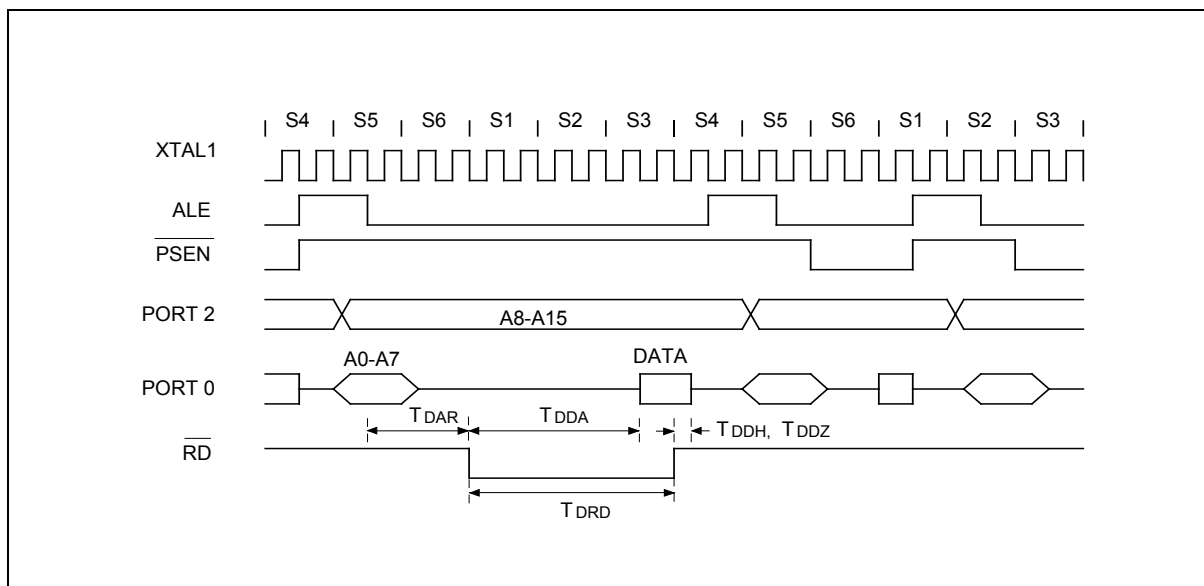 S4 S5 S6 S1 S2 S3 S4 S5 S6 S1 S2 S3
XTAL1
ALE
PSEN
PORT 2
A8-A15
A0-A7 DATA
PORT 0
TDAR TDDA TDDH, TDDZ
RD
TDRD